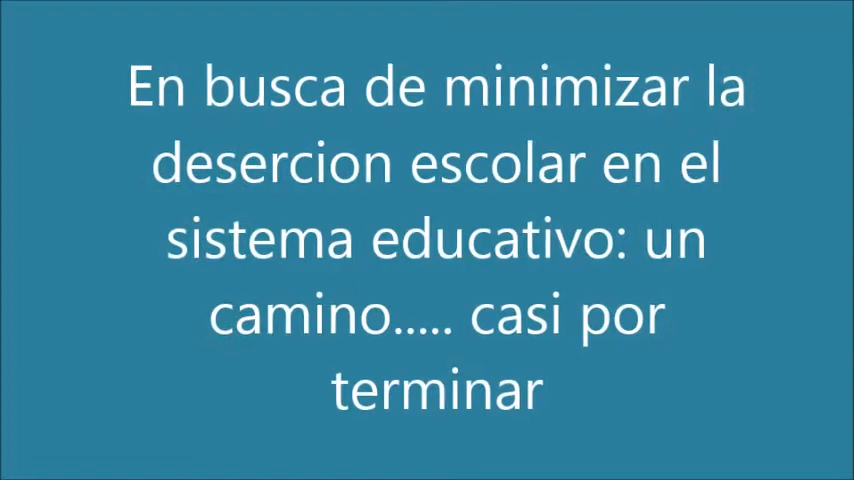 En busca de minimizar la
desercion escolar en el
sistema educativo: un
camino..... casi por
terminar